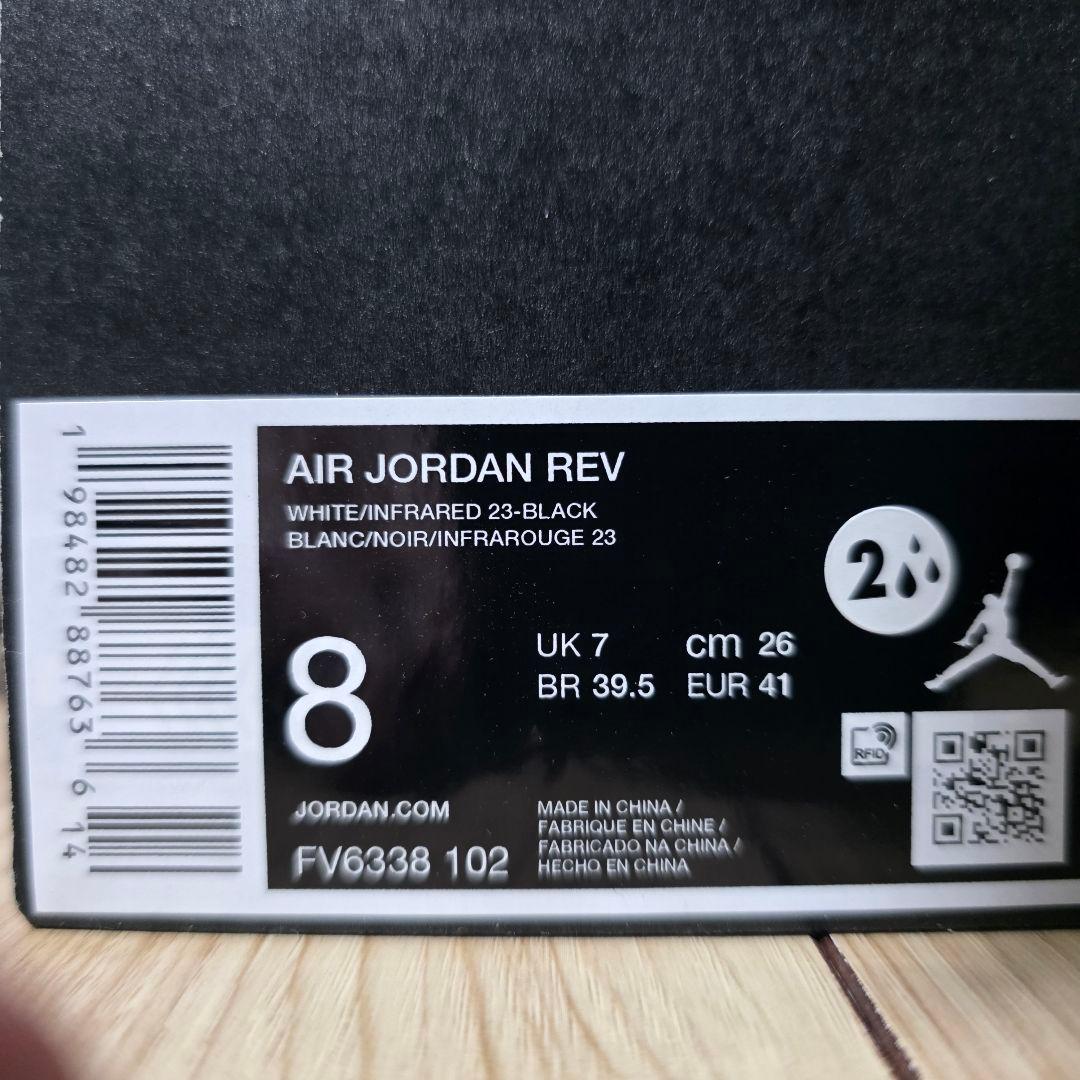 1 98482 88763 6 14
AIR JORDAN REV
WHITE/INFRARED 23-BLACK
BLANC/NOIR/INFRAROUGE 23
2
8
UK 7 cm 26
BR 39.5 EUR 41
RFID
JORDAN.COM
FV6338 102
MADE IN CHINA /
FABRIQUE EN CHINE /
FABRICADO NA CHINA /
HECHO EN CHINA